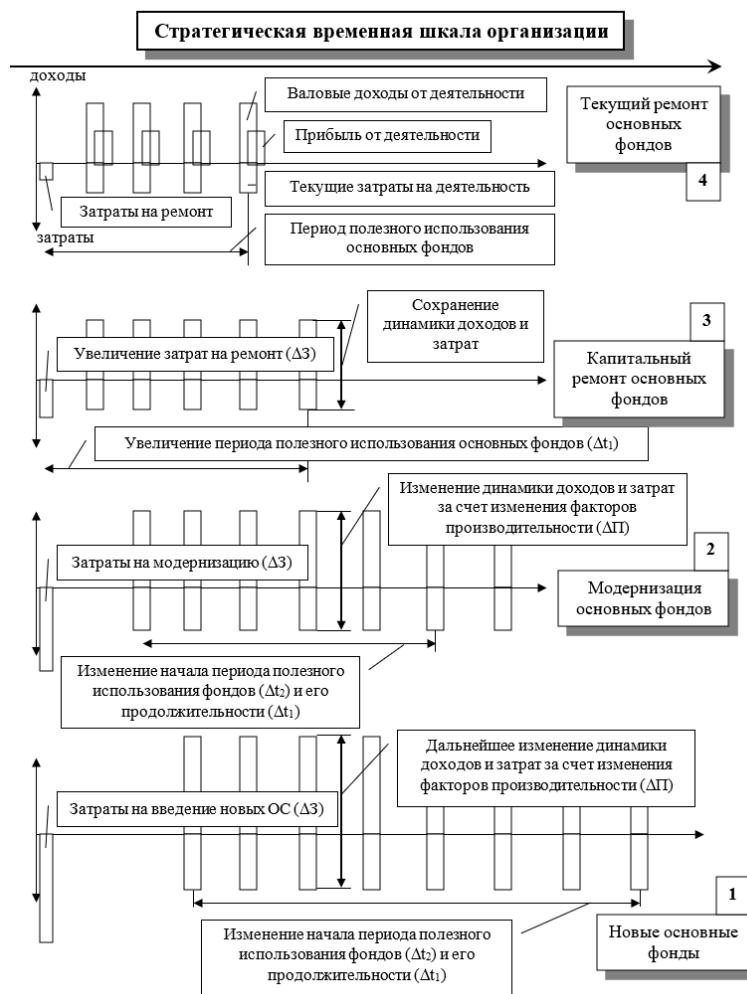 Стратегическая временная шкала организации
доходы
Валовые доходы от деятельности
Прибыль от деятельности
Текущие затраты на деятельность
Затраты на ремонт
затраты
Период полезного использования
основных фондов
Текущий ремонт
основных
фондов
4
Сохранение
динамики доходов и
затрат
3
Увеличение затрат на ремонт (ΔЗ)
Капитальный
ремонт основных
фондов
Увеличение периода полезного использования основных фондов (Δt₁)
Изменение динамики доходов и затрат
за счет изменения факторов
производительности (ΔП)
2
Затраты на модернизацию (ΔЗ)
Модернизация
основных фондов
Изменение начала периода полезного
использования фондов (Δt₂) и его
продолжительности (Δt₁)
Дальнейшее изменение динамики
доходов и затрат за счет изменения
факторов производительности (ΔП)
Затраты на введение новых ОС (ΔЗ)
1
Изменение начала периода полезного
использования фондов (Δt₂) и его
продолжительности (Δt₁)
Новые основные
фонды